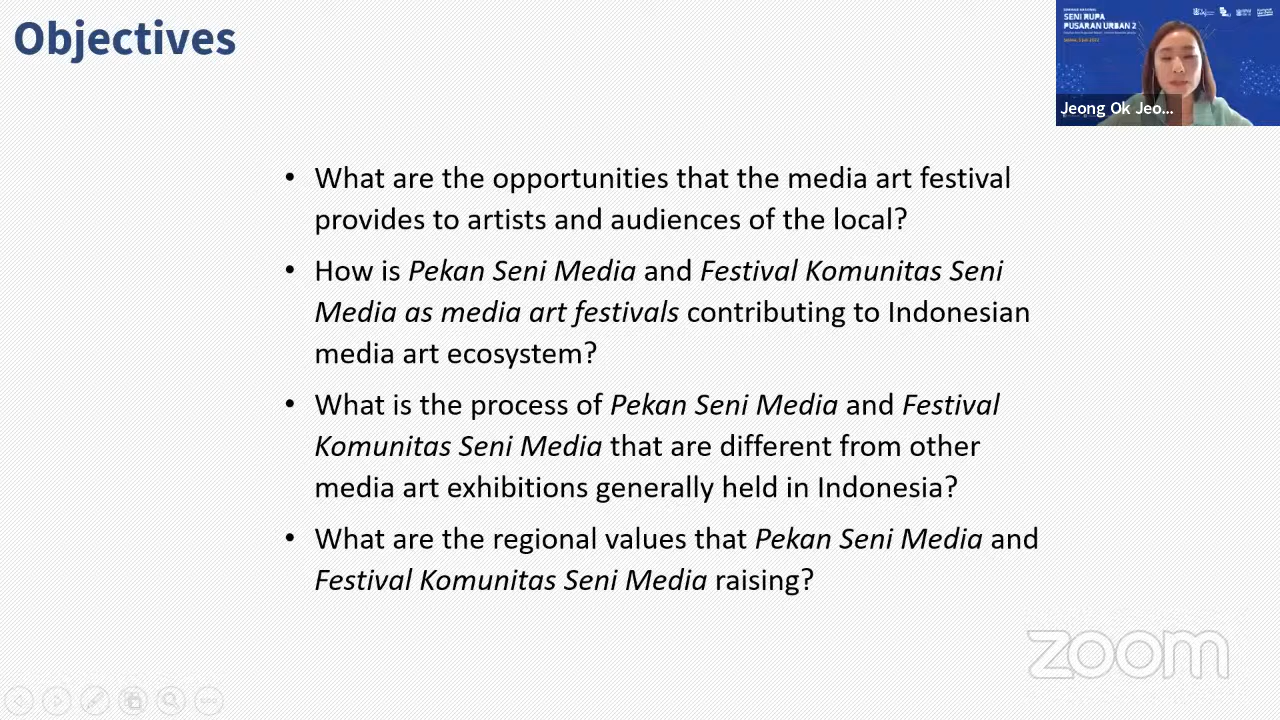 Objectives
SENI RUPA
PUSARAN URBAN 2
Jeong Ok Jeo...
• What are the opportunities that the media art festival
provides to artists and audiences of the local?
• How is Pekan Seni Media and Festival Komunitas Seni
Media as media art festivals contributing to Indonesian
media art ecosystem?
• What is the process of Pekan Seni Media and Festival
Komunitas Seni Media that are different from other
media art exhibitions generally held in Indonesia?
• What are the regional values that Pekan Seni Media and
Festival Komunitas Seni Media raising?
zoom